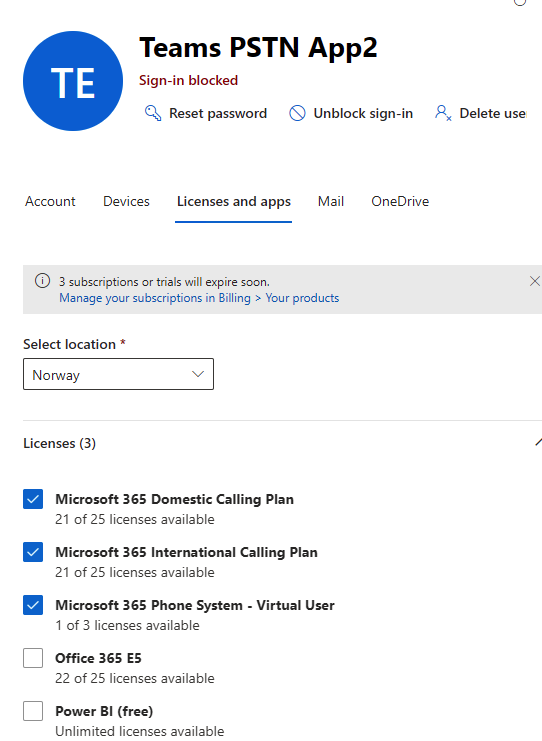 Teams PSTN App2
TE
Sign-in blocked
Reset password Unblock sign-in Delete use
Account Devices Licenses and apps Mail OneDrive
3 subscriptions or trials will expire soon.
Manage your subscriptions in Billing > Your products
Select location *
Norway
Licenses (3)
Microsoft 365 Domestic Calling Plan
21 of 25 licenses available
Microsoft 365 International Calling Plan
21 of 25 licenses available
Microsoft 365 Phone System - Virtual User
1 of 3 licenses available
Office 365 E5
22 of 25 licenses available
Power BI (free)
Unlimited licenses available